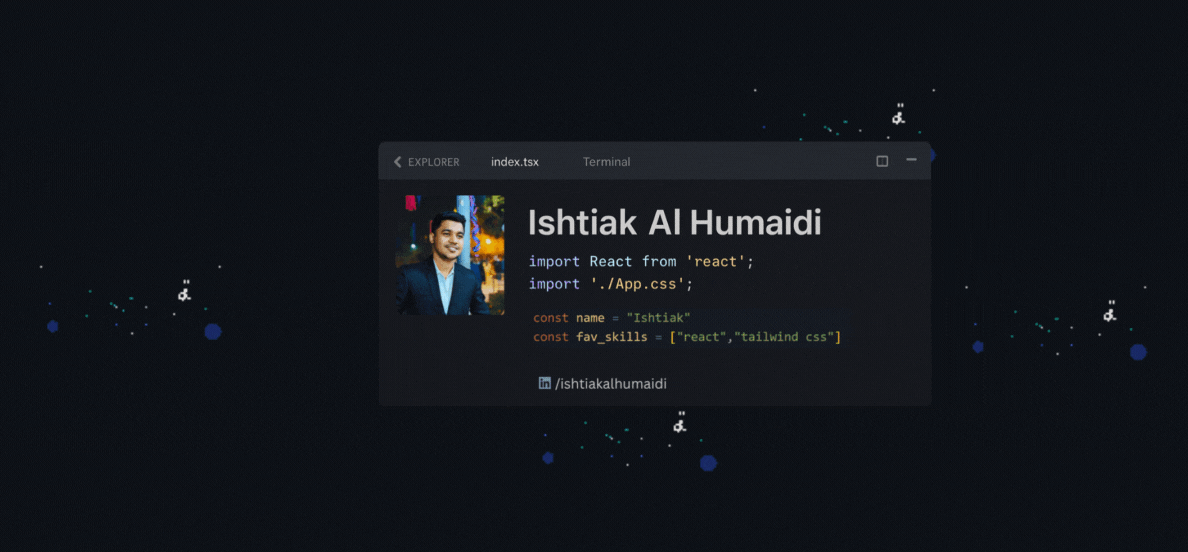 EXPLORER index.tsx Terminal
Ishtiak Al Humaidi
import React from 'react';
import './App.css';
const name = "Ishtiak"
const fav_skills = ["react","tailwind css"]
in /ishtiakalhumaidi